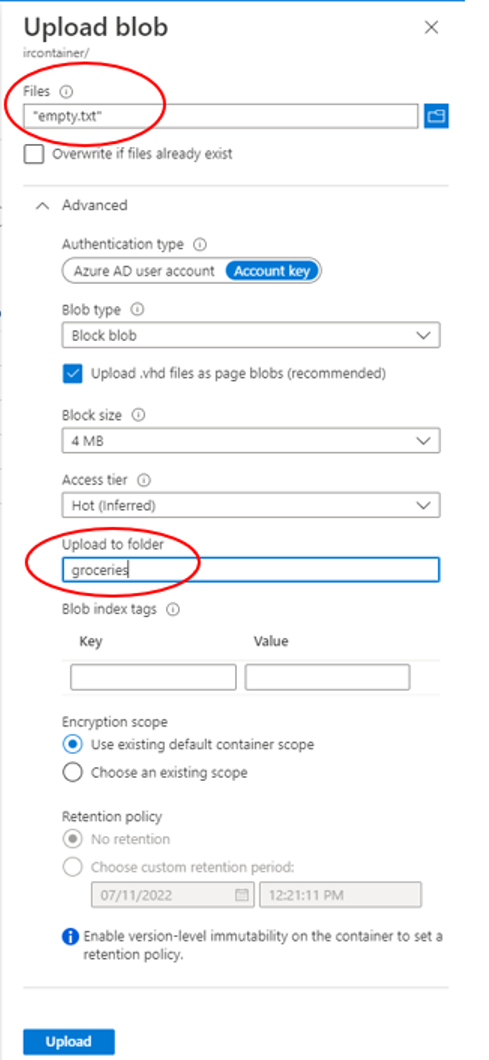 Upload blob
ircontainer/
Files
"empty.txt"
Overwrite if files already exist
Advanced
Authentication type
Azure AD user account Account key
Blob type
Block blob
Upload .vhd files as page blobs (recommended)
Block size
4 MB
Access tier
Hot (Inferred)
Upload to folder
groceries
Blob index tags
Key Value
Encryption scope
Use existing default container scope
Choose an existing scope
Retention policy
No retention
Choose custom retention period:
07/11/2022 12:21:11 PM
Enable version-level immutability on the container to set a
retention policy.
Upload